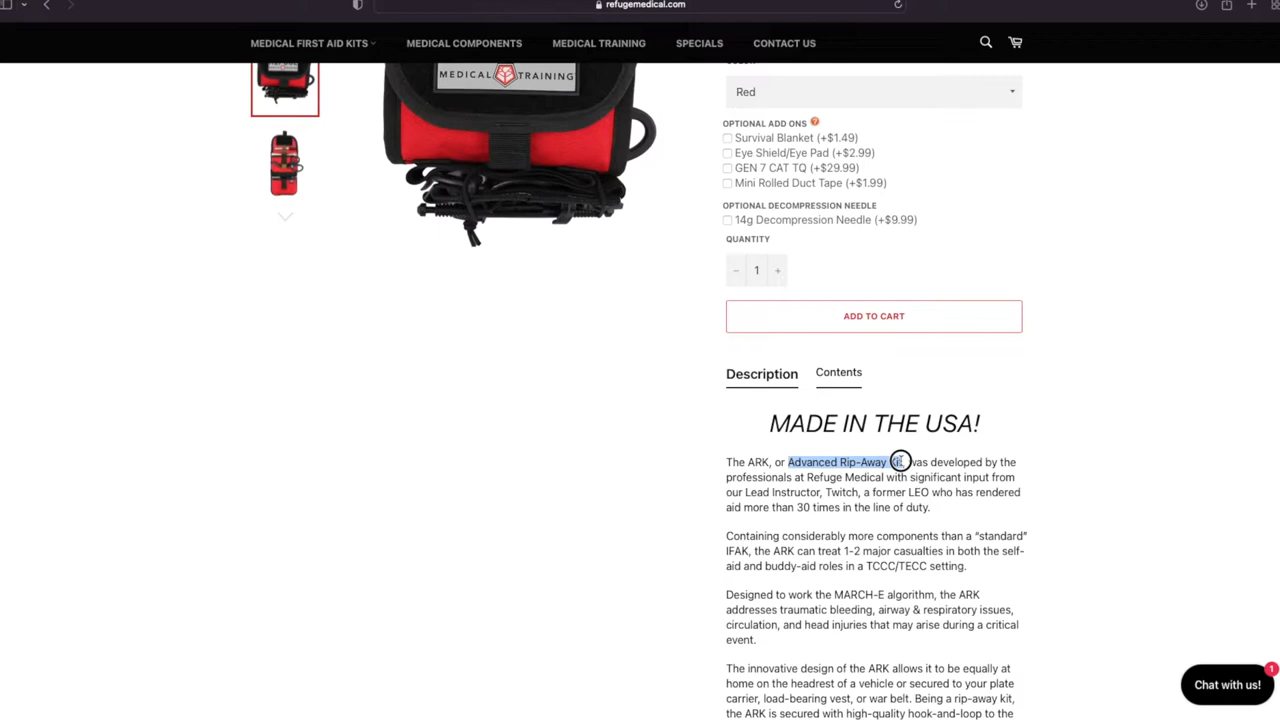 refugemedical.com
MEDICAL FIRST AID KITS
MEDICAL COMPONENTS
MEDICAL TRAINING
SPECIALS
CONTACT US
MEDICAL TRAINING
Red
OPTIONAL ADD ONS ?
Survival Blanket (+$1.49)
Eye Shield/Eye Pad (+$2.99)
GEN 7 CAT TQ (+$29.99)
Mini Rolled Duct Tape (+$1.99)
OPTIONAL DECOMPRESSION NEEDLE
14g Decompression Needle (+$9.99)
QUANTITY
− 1 +
ADD TO CART
Description Contents
MADE IN THE USA!
The ARK, or Advanced Rip-Away Kit, was developed by the
professionals at Refuge Medical with significant input from
our Lead Instructor, Twitch, a former LEO who has rendered
aid more than 30 times in the line of duty.
Containing considerably more components than a “standard”
IFAK, the ARK can treat 1-2 major casualties in both the self-
aid and buddy-aid roles in a TCCC/TECC setting.
Designed to work the MARCH-E algorithm, the ARK
addresses traumatic bleeding, airway & respiratory issues,
circulation, and head injuries that may arise during a critical
event.
The innovative design of the ARK allows it to be equally at
home on the headrest of a vehicle or secured to your plate
carrier, load-bearing vest, or war belt. Being a rip-away kit,
the ARK is secured with high-quality hook-and-loop to the
Chat with us!
1